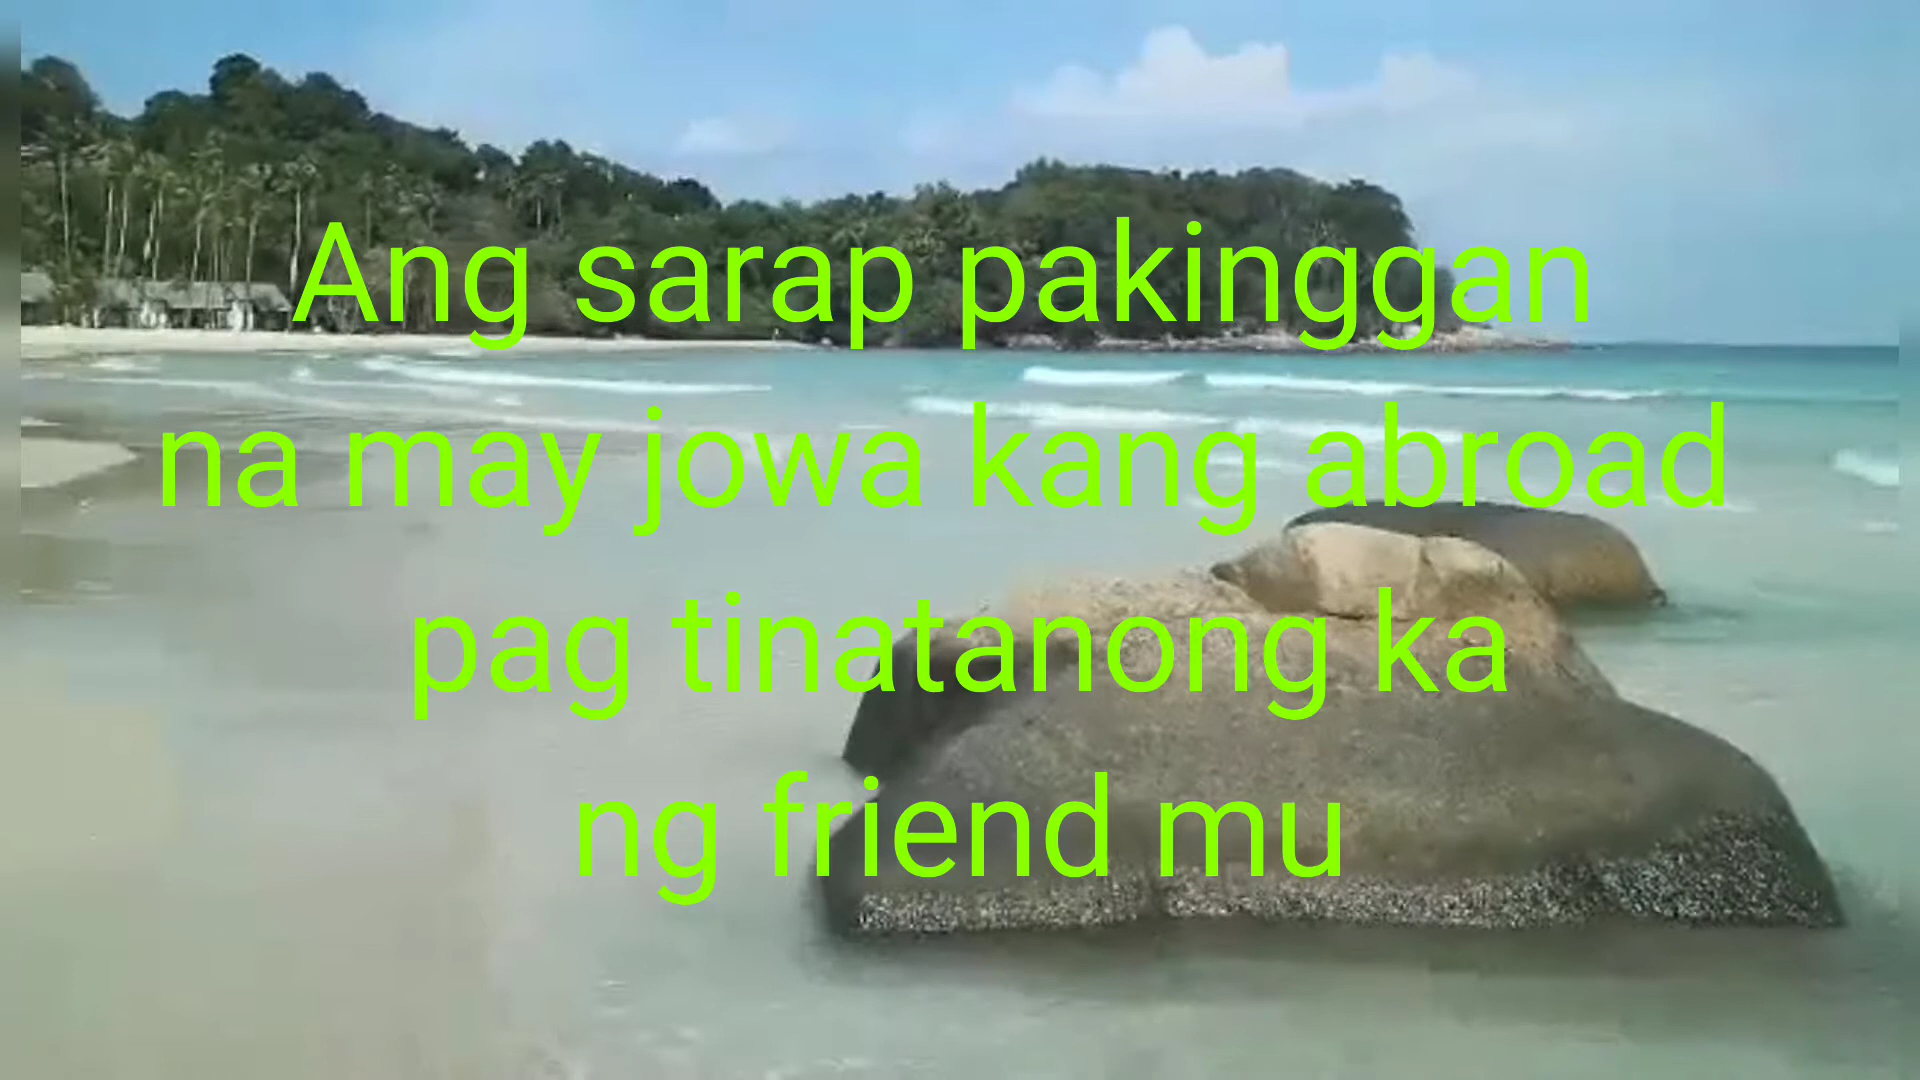 Ang sarap pakinggan
na may jowa kang abroad
pag tinatanong ka
ng friend mu